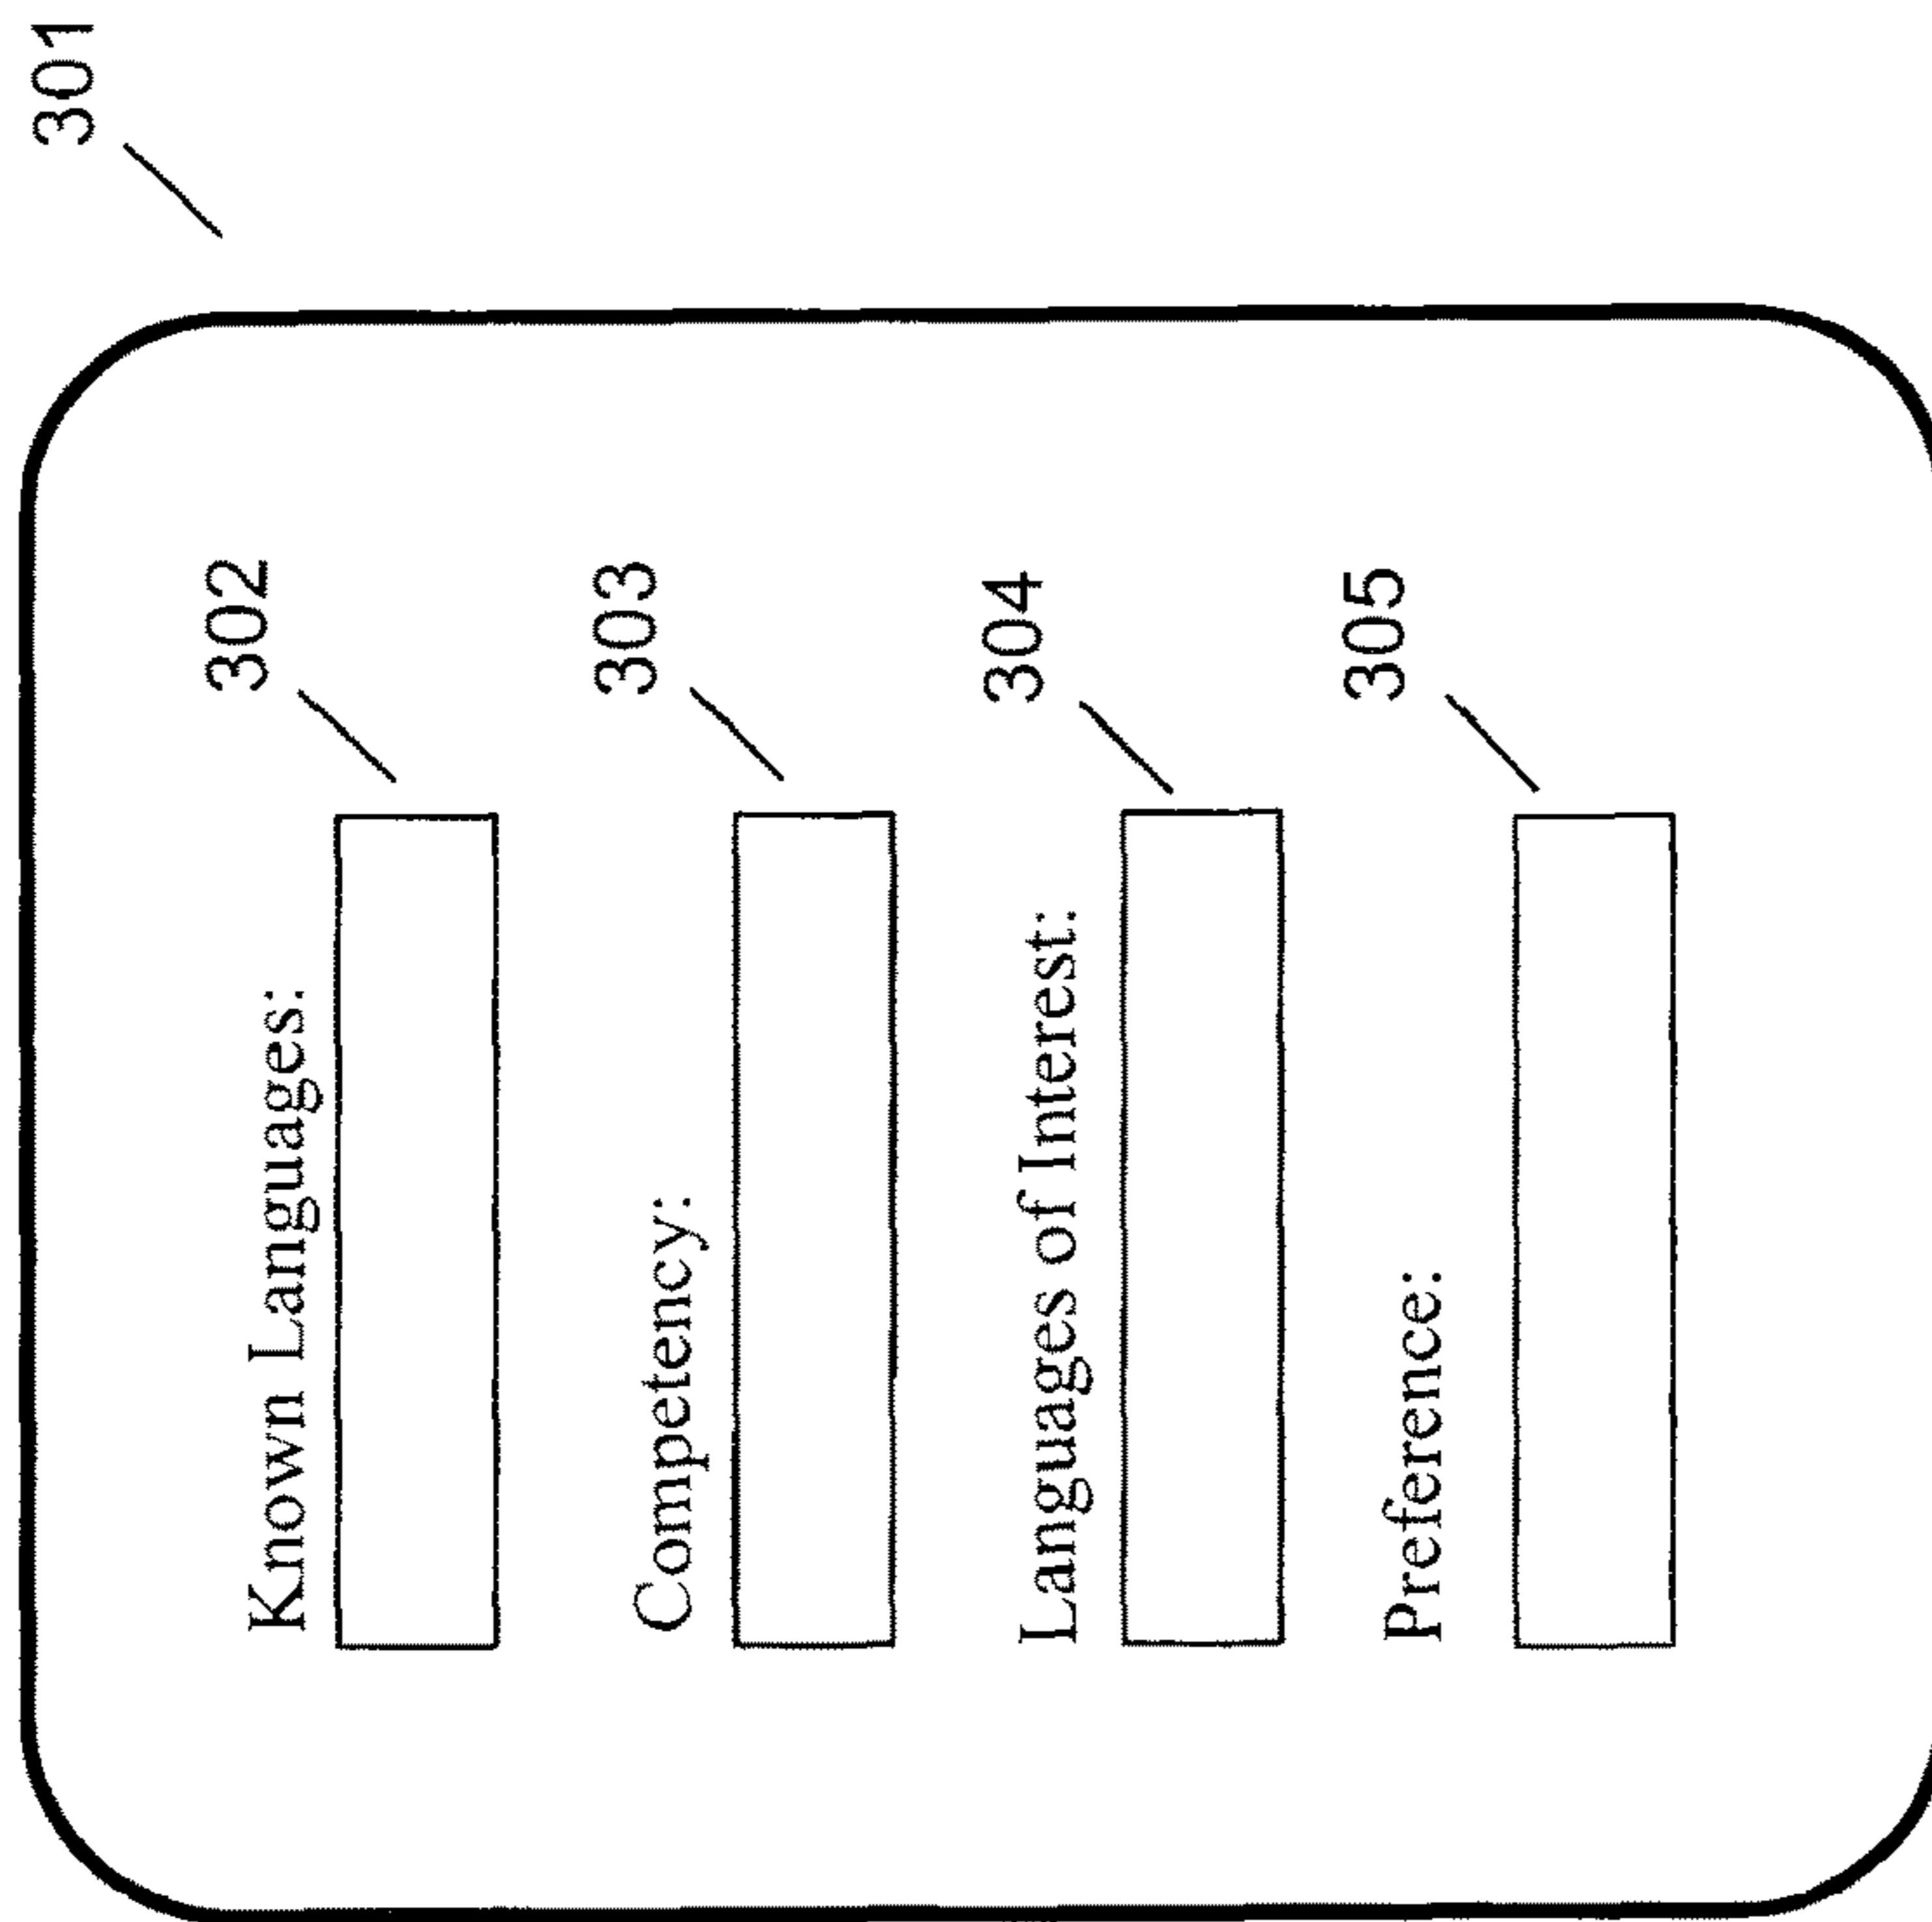 301
Known Languages:
302
Competency:
303
Languages of Interest:
304
Preference:
305